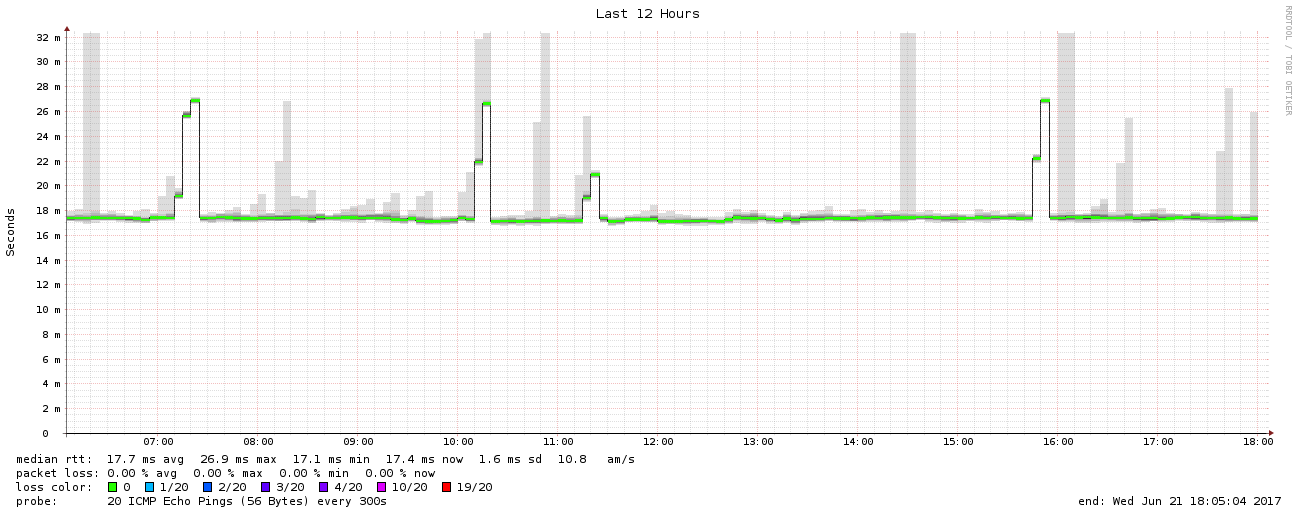 Last 12 Hours
RRDTOOL / TOBI OETIKER
Seconds
32 m
30 m
28 m
26 m
24 m
22 m
20 m
18 m
16 m
14 m
12 m
10 m
8 m
6 m
4 m
2 m
0
07:00 08:00 09:00 10:00 11:00 12:00 13:00 14:00 15:00 16:00 17:00 18:00
median rtt: 17.7 ms avg 26.9 ms max 17.1 ms min 17.4 ms now 1.6 ms sd 10.8 am/s
packet loss: 0.00 % avg 0.00 % max 0.00 % min 0.00 % now
loss color: 0 1/20 2/20 3/20 4/20 10/20 19/20
probe: 20 ICMP Echo Pings (56 Bytes) every 300s end: Wed Jun 21 18:05:04 2017